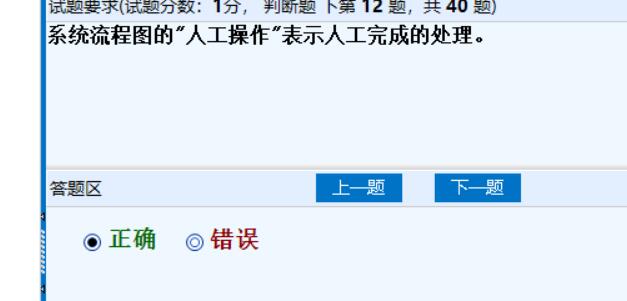 试题要求(试题分数：1分， 判断题 下第 12 题，共 40 题)
系统流程图的"人工操作"表示人工完成的处理。
答题区 上一题 下一题
正确 错误